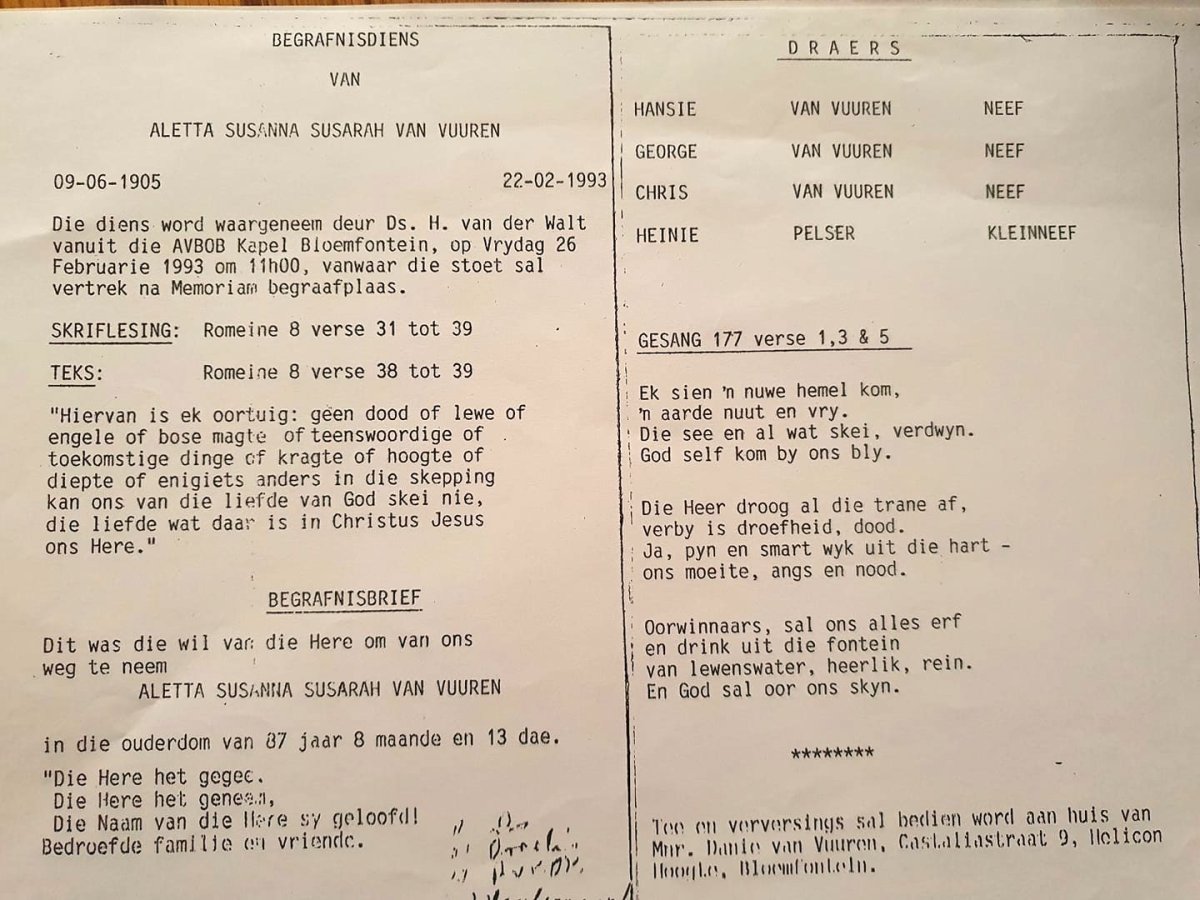 BEGRAFNISDIENS
VAN
ALETTA SUSANNA SUSARAH VAN VUUREN
09-06-1905 22-02-1993
Die diens word waargeneem deur Ds. H. van der Walt
vanuit die AVBOB Kapel Bloemfontein, op Vrydag 26
Februarie 1993 om 11h00, vanwaar die stoet sal
vertrek na Memoriam begraafplaas.
SKRIFLESING: Romeine 8 verse 31 tot 39
TEKS: Romeine 8 verse 38 tot 39
"Hiervan is ek oortuig: geen dood of lewe of
engele of bose magte of teenswoordige of
toekomstige dinge of kragte of hoogte of
diepte of enigiets anders in die skepping
kan ons van die liefde van God skei nie,
die liefde wat daar is in Christus Jesus
ons Here."
BEGRAFNISBRIEF
Dit was die wil van die Here om van ons
weg te neem
ALETTA SUSANNA SUSARAH VAN VUUREN
in die ouderdom van 87 jaar 8 maande en 13 dae.
"Die Here het gegee.
Die Here het geneem,
Die Naam van die Here sy geloofd!
Bedroefde familie en vriende.
DRAERS
HANSIE VAN VUUREN NEEF
GEORGE VAN VUUREN NEEF
CHRIS VAN VUUREN NEEF
HEINIE PELSER KLEINNEEF
GESANG 177 verse 1,3 & 5
Ek sien 'n nuwe hemel kom,
'n aarde nuut en vry.
Die see en al wat skei, verdwyn.
God self kom by ons bly.
Die Heer droog al die trane af,
verby is droefheid, dood.
Ja, pyn en smart wyk uit die hart -
ons moeite, angs en nood.
Oorwinnaars, sal ons alles erf
en drink uit die fontein
van lewenswater, heerlik, rein.
En God sal oor ons skyn.
********
Tee en verversings sal bedien word aan huis van
Mnr. Danie van Vuuren, Castaliastraat 9, Helicon
Hoogte, Bloemfontein.